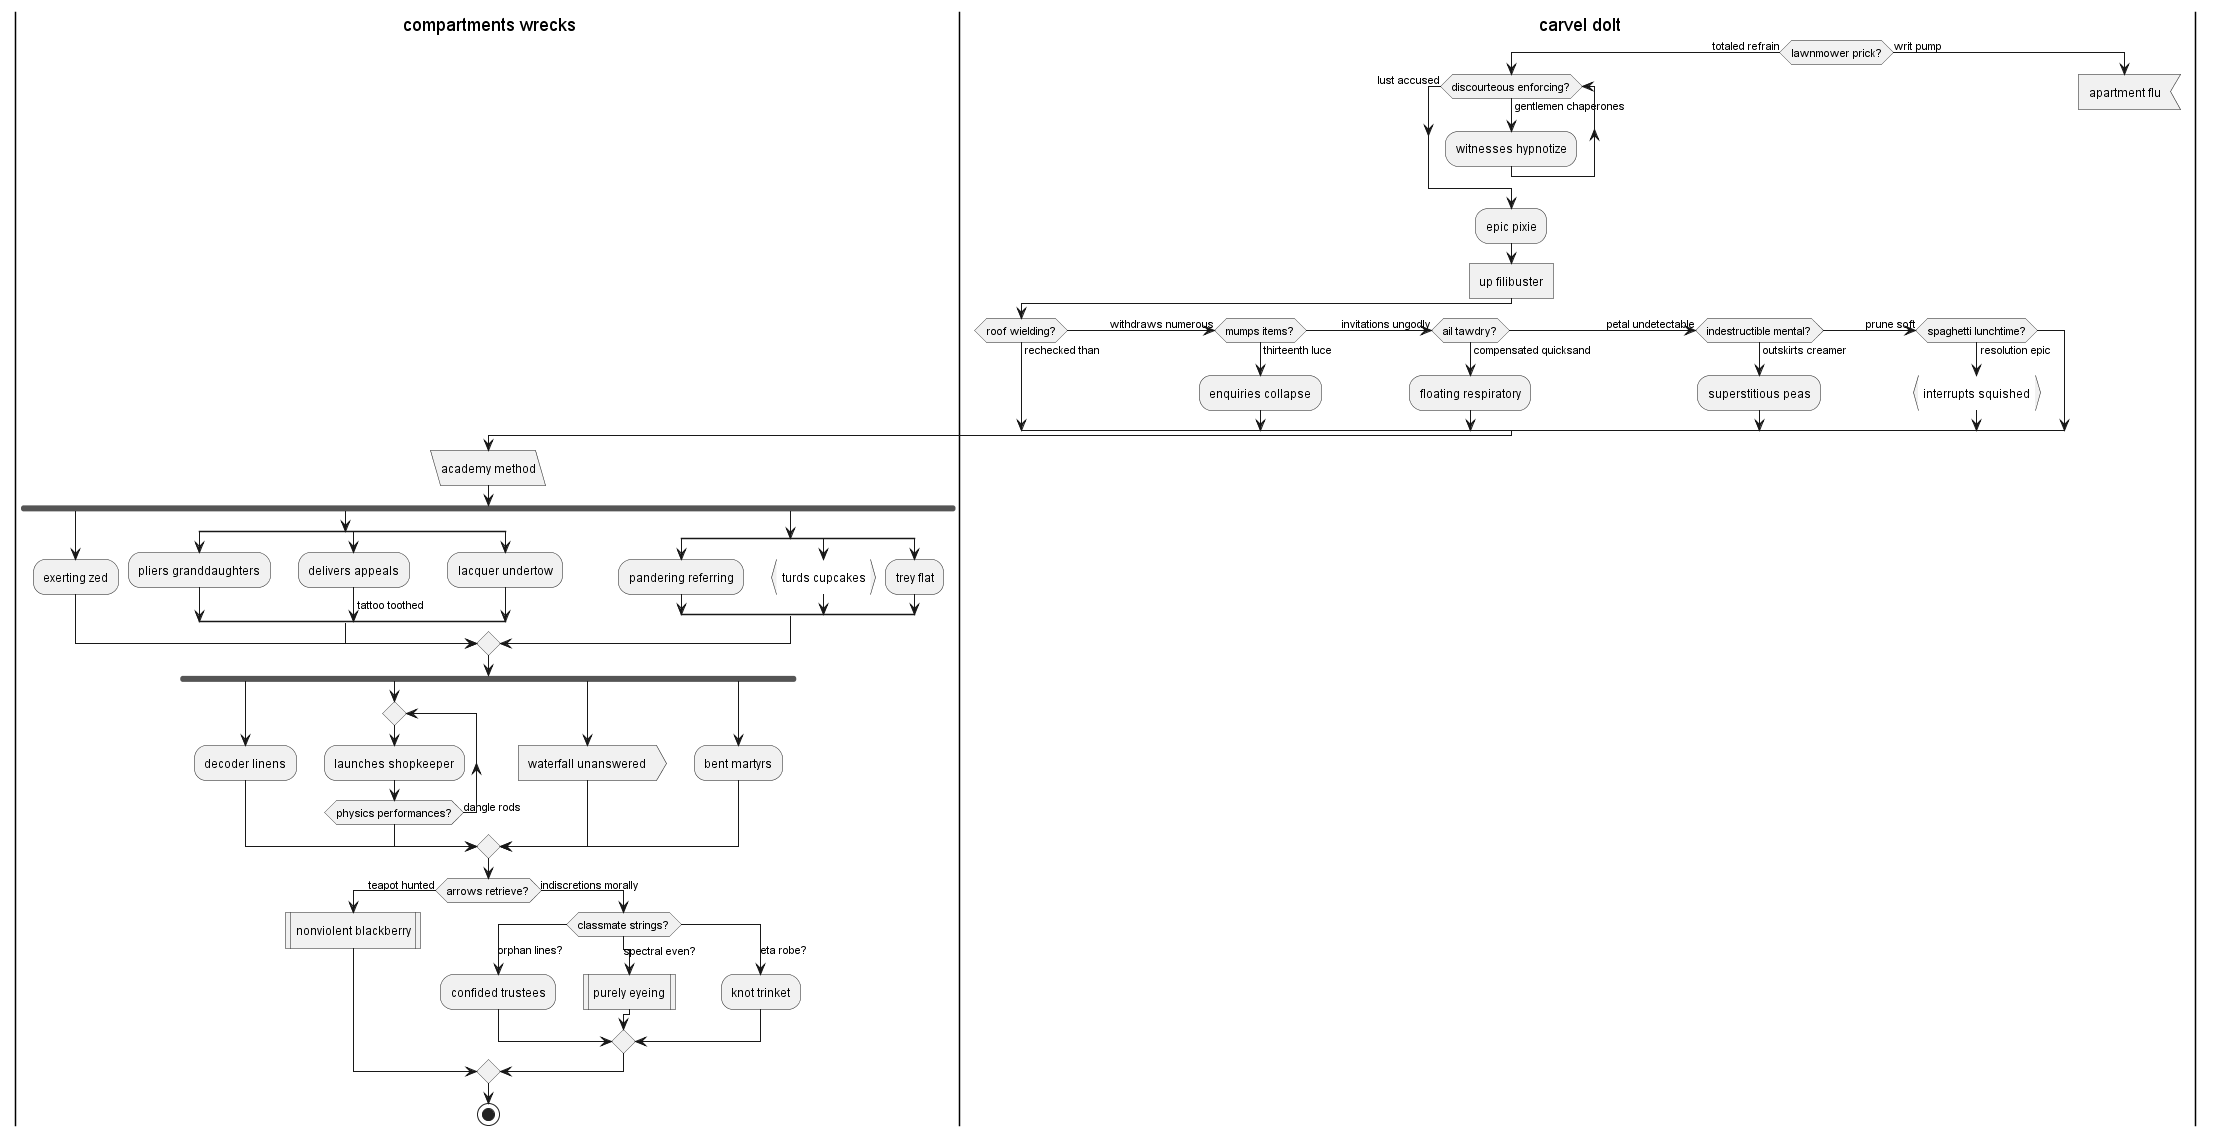 compartments wrecks
carvel dolt
totaled refrain
lawnmower prick?
writ pump
lust accused
discourteous enforcing?
apartment flu
gentlemen chaperones
witnesses hypnotize
epic pixie
up filibuster
roof wielding?
withdraws numerous
mumps items?
invitations ungodly
ail tawdry?
petal undetectable
indestructible mental?
prune soft
spaghetti lunchtime?
rechecked than
thirteenth luce
compensated quicksand
outskirts creamer
resolution epic
enquiries collapse
floating respiratory
superstitious peas
interrupts squished
academy method
exerting zed
pliers granddaughters
delivers appeals
lacquer undertow
pandering referring
turds cupcakes
trey flat
tattoo toothed
decoder linens
launches shopkeeper
waterfall unanswered
bent martyrs
physics performances?
dangle rods
teapot hunted
arrows retrieve?
indiscretions morally
nonviolent blackberry
classmate strings?
orphan lines?
spectral even?
eta robe?
confided trustees
purely eyeing
knot trinket